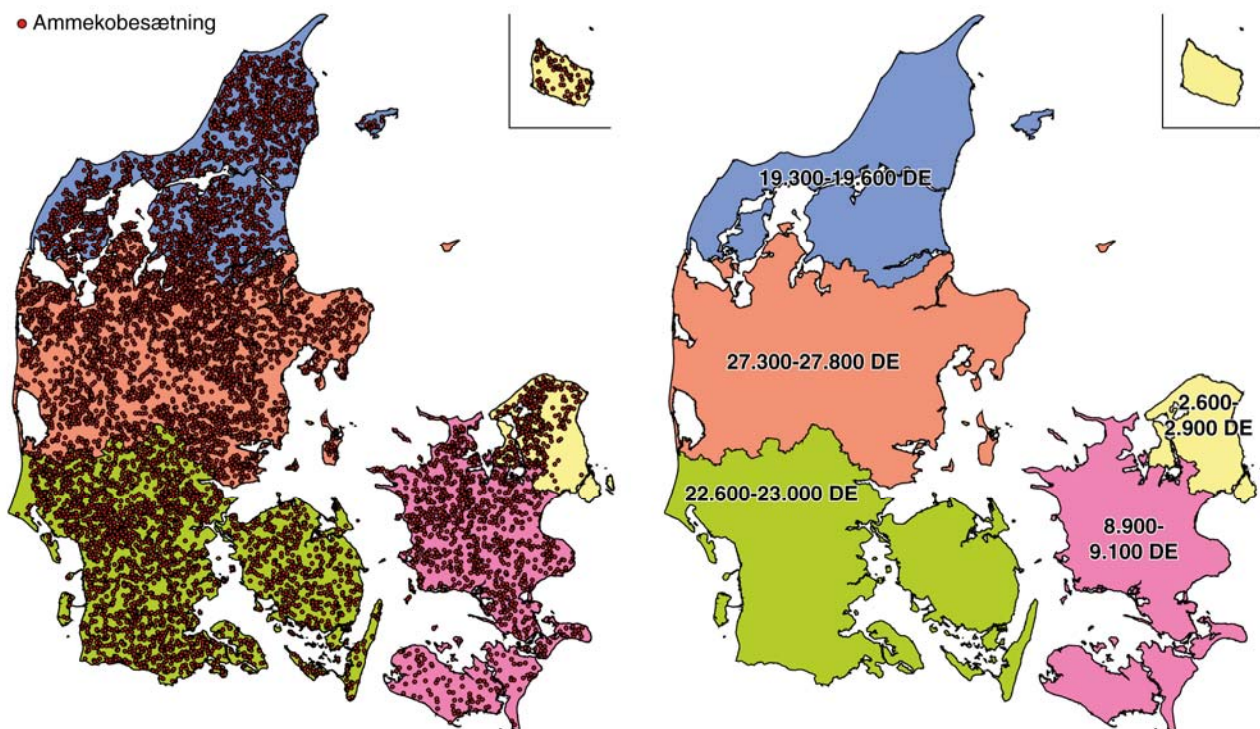 Ammekobesætning
19.300-19.600 DE
27.300-27.800 DE
2.600-
2.900 DE
22.600-23.000 DE
8.900-
9.100 DE